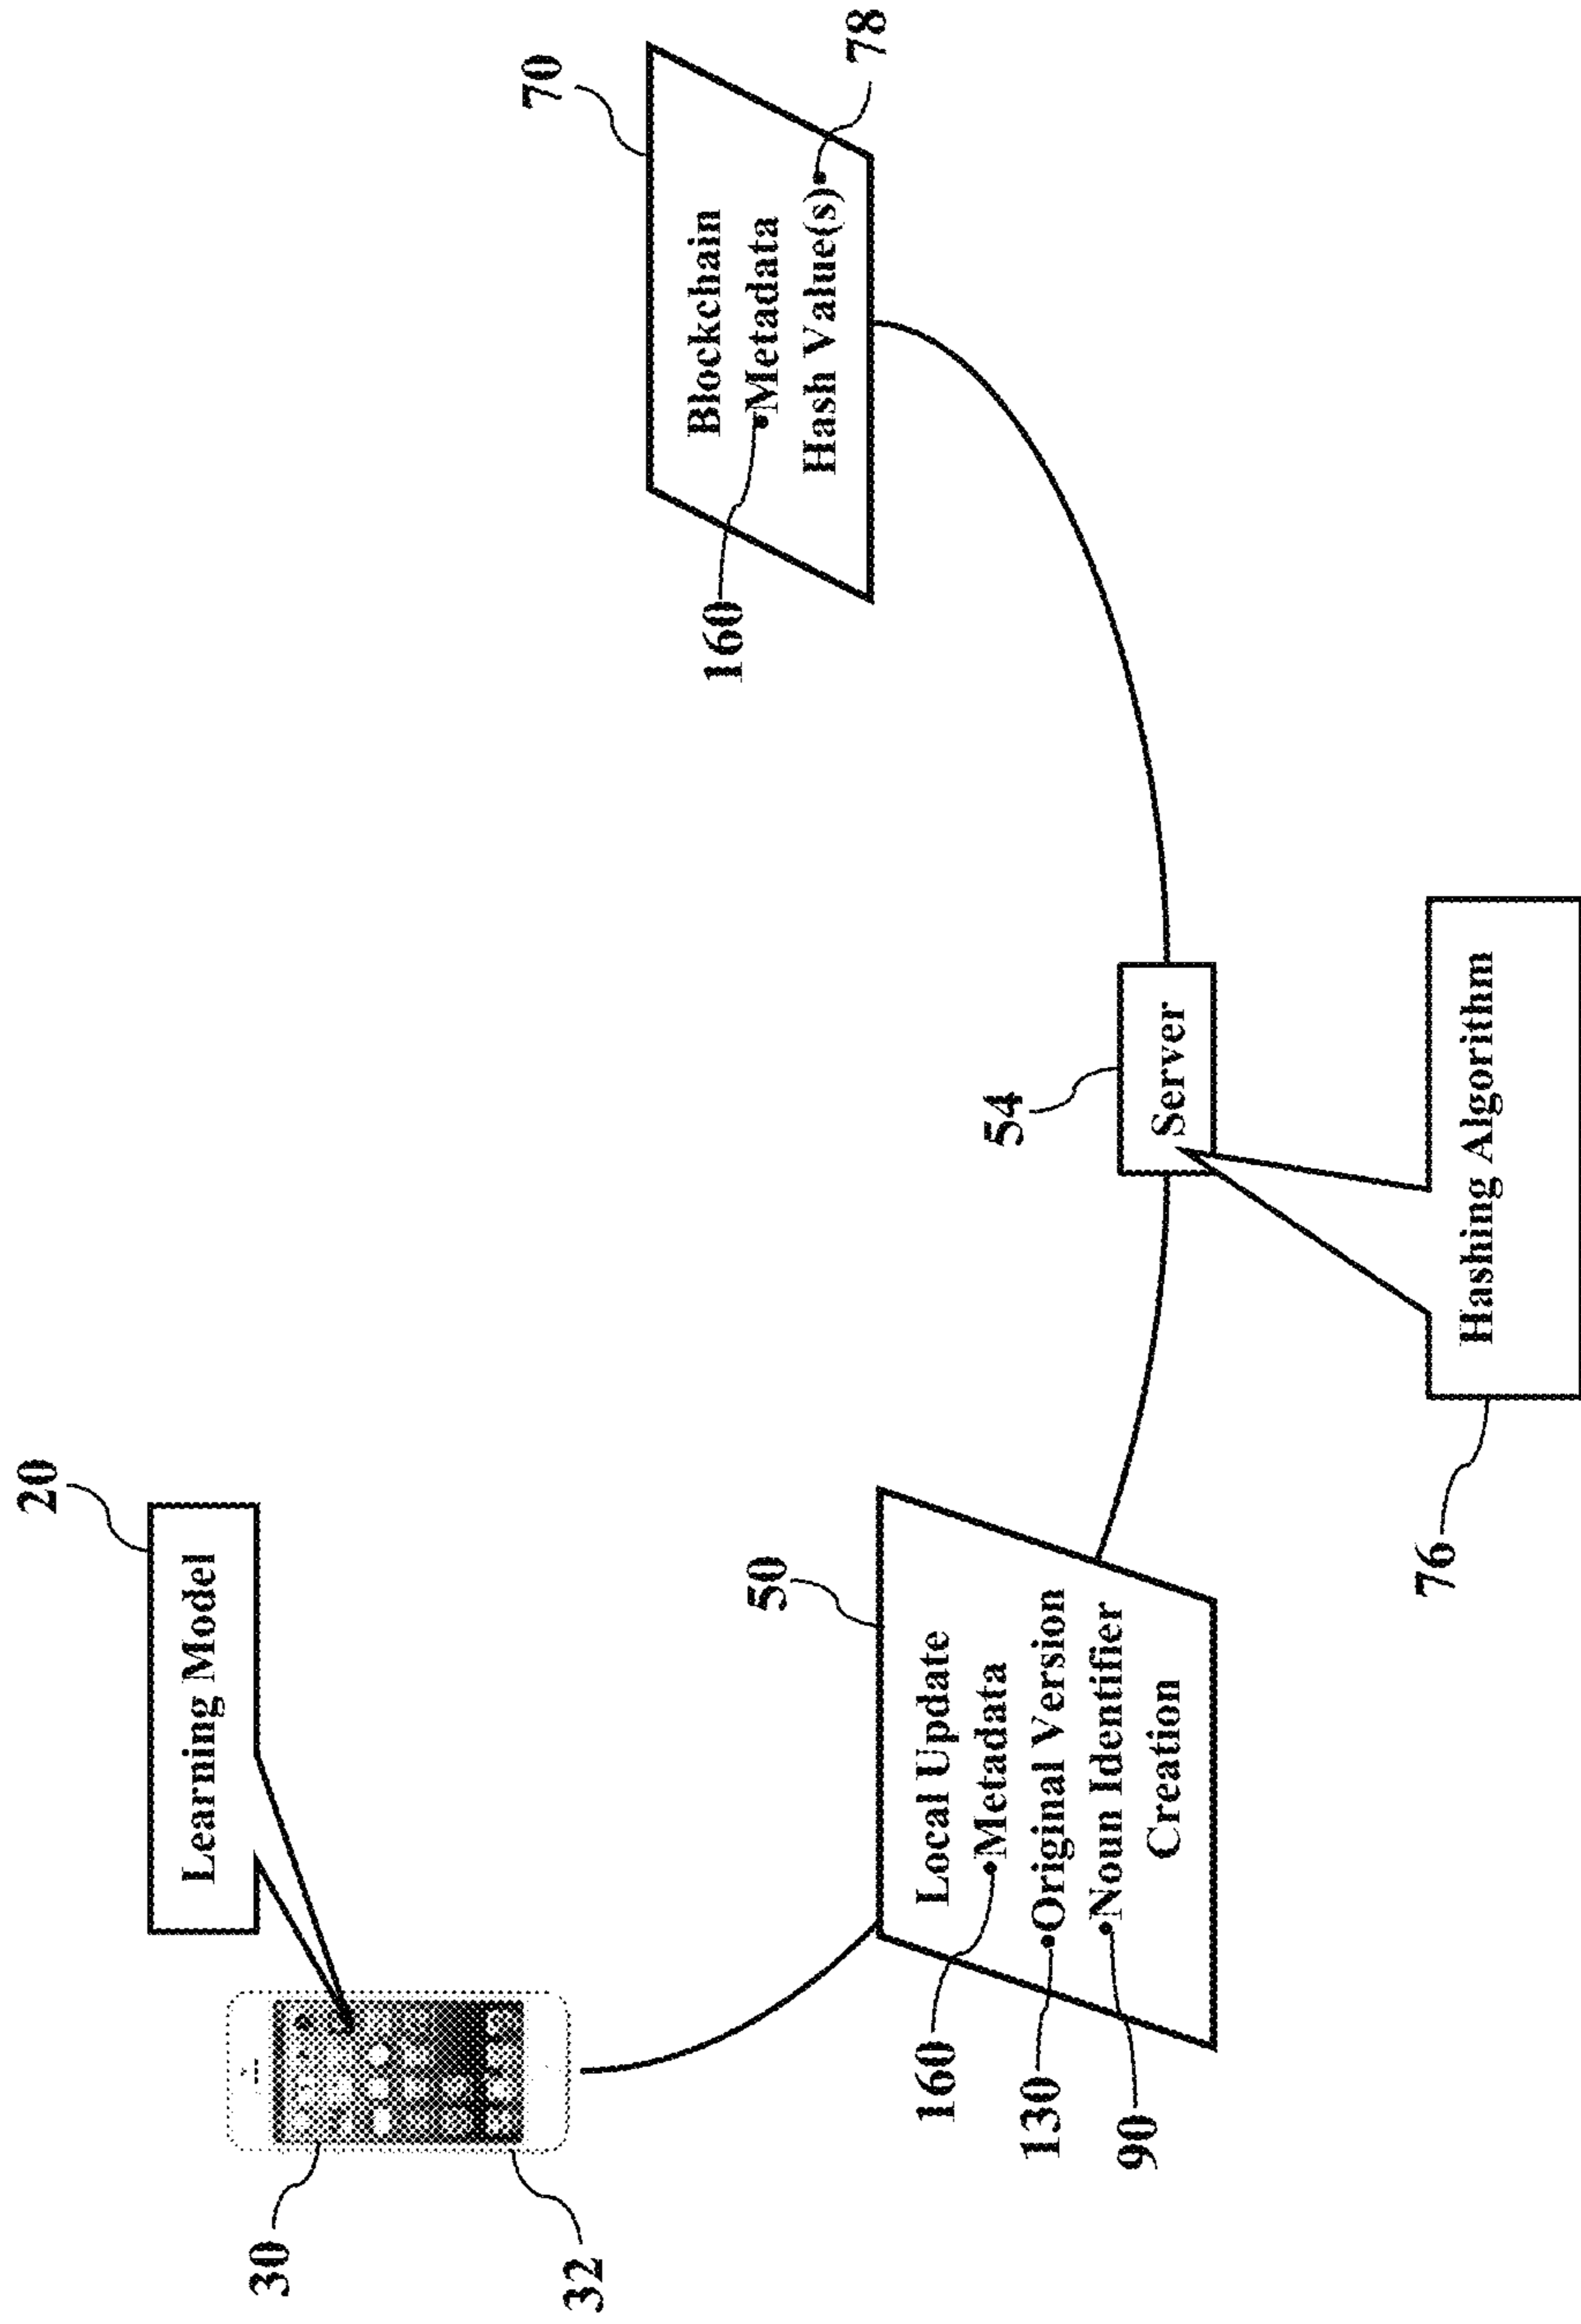 20
Learning Model
30
32
50
Local Update
•Metadata
•Original Version
•Noun Identifier
Creation
160
130
90
54
Server
76
Hashing Algorithm
70
Blockchain
•Metadata
Hash Value(s)•
160
78